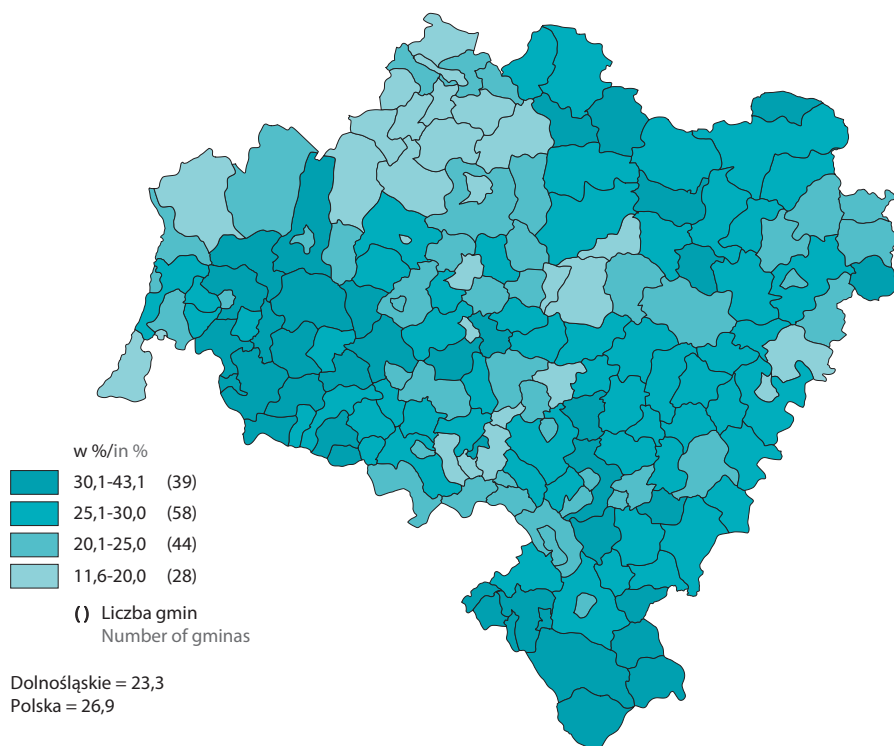 w %/in %
30,1-43,1 (39)
25,1-30,0 (58)
20,1-25,0 (44)
11,6-20,0 (28)
( ) Liczba gmin
Number of gminas
Dolnośląskie = 23,3
Polska = 26,9